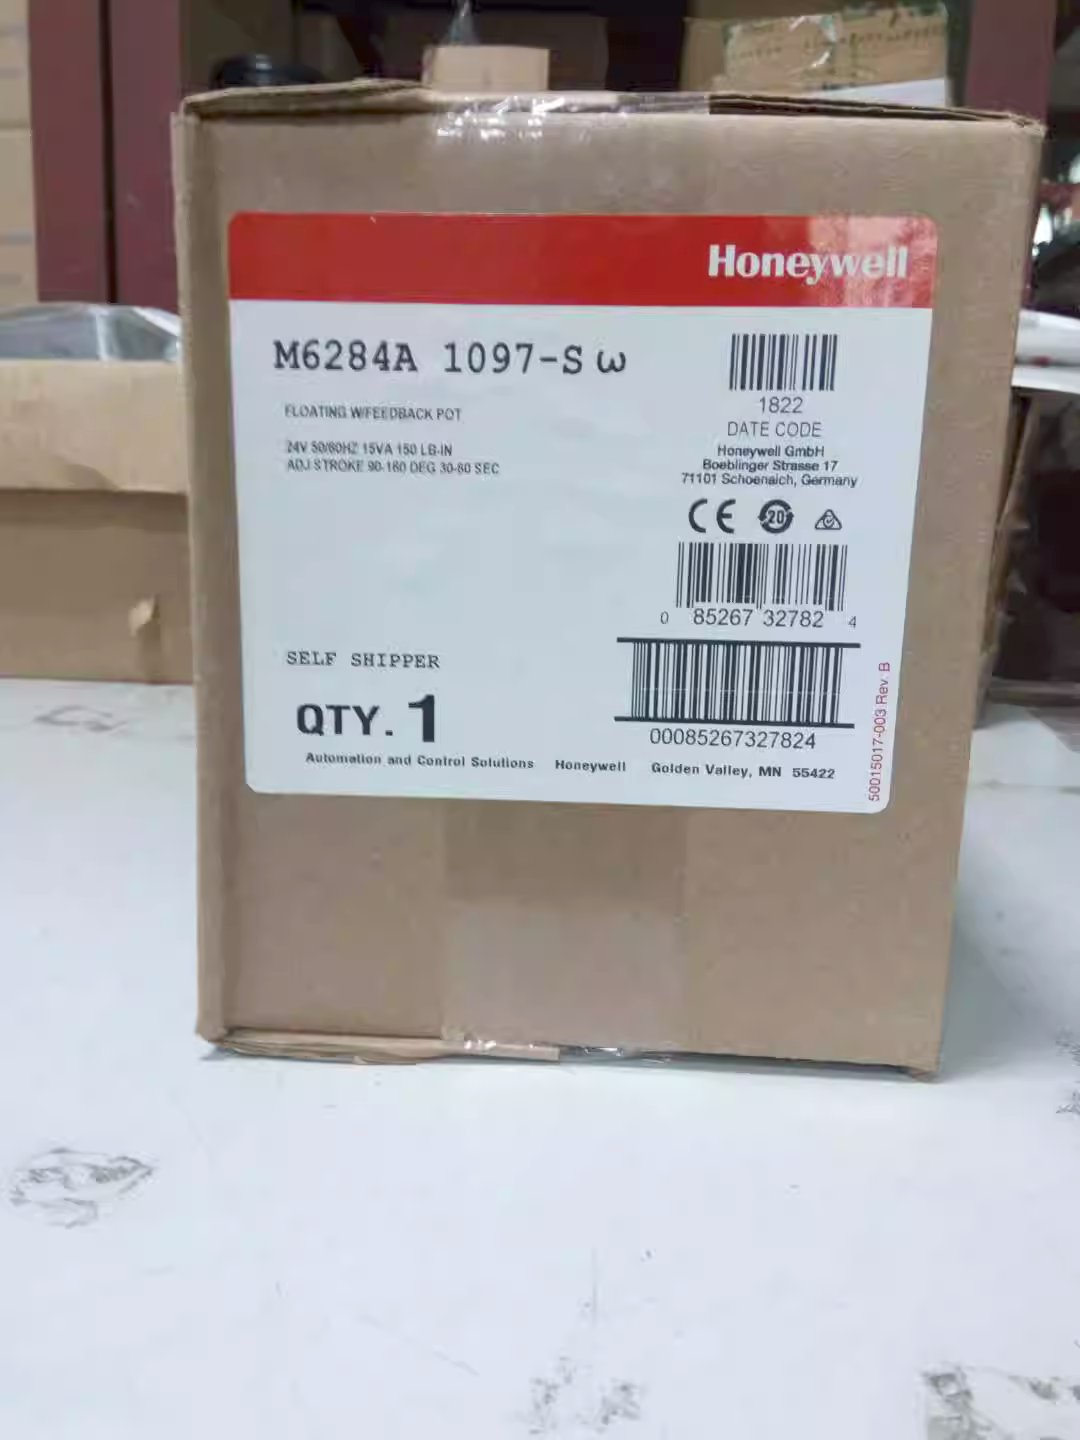 Honeywell
M6284A 1097-S ω
1822
DATE CODE
FLOATING W/FEEDBACK POT
24V 50/60HZ 15VA 150 LB-IN
ADJ STROKE 90-160 DEG 30-60 SEC
Honeywell GmbH
Boeblinger Strasse 17
71101 Schoenaich, Germany
CE 20
0 85267 32782 4
SELF SHIPPER
QTY. 1
00085267327824
Automation and Control Solutions Honeywell Golden Valley, MN 55422
50015017-003 Rev. B